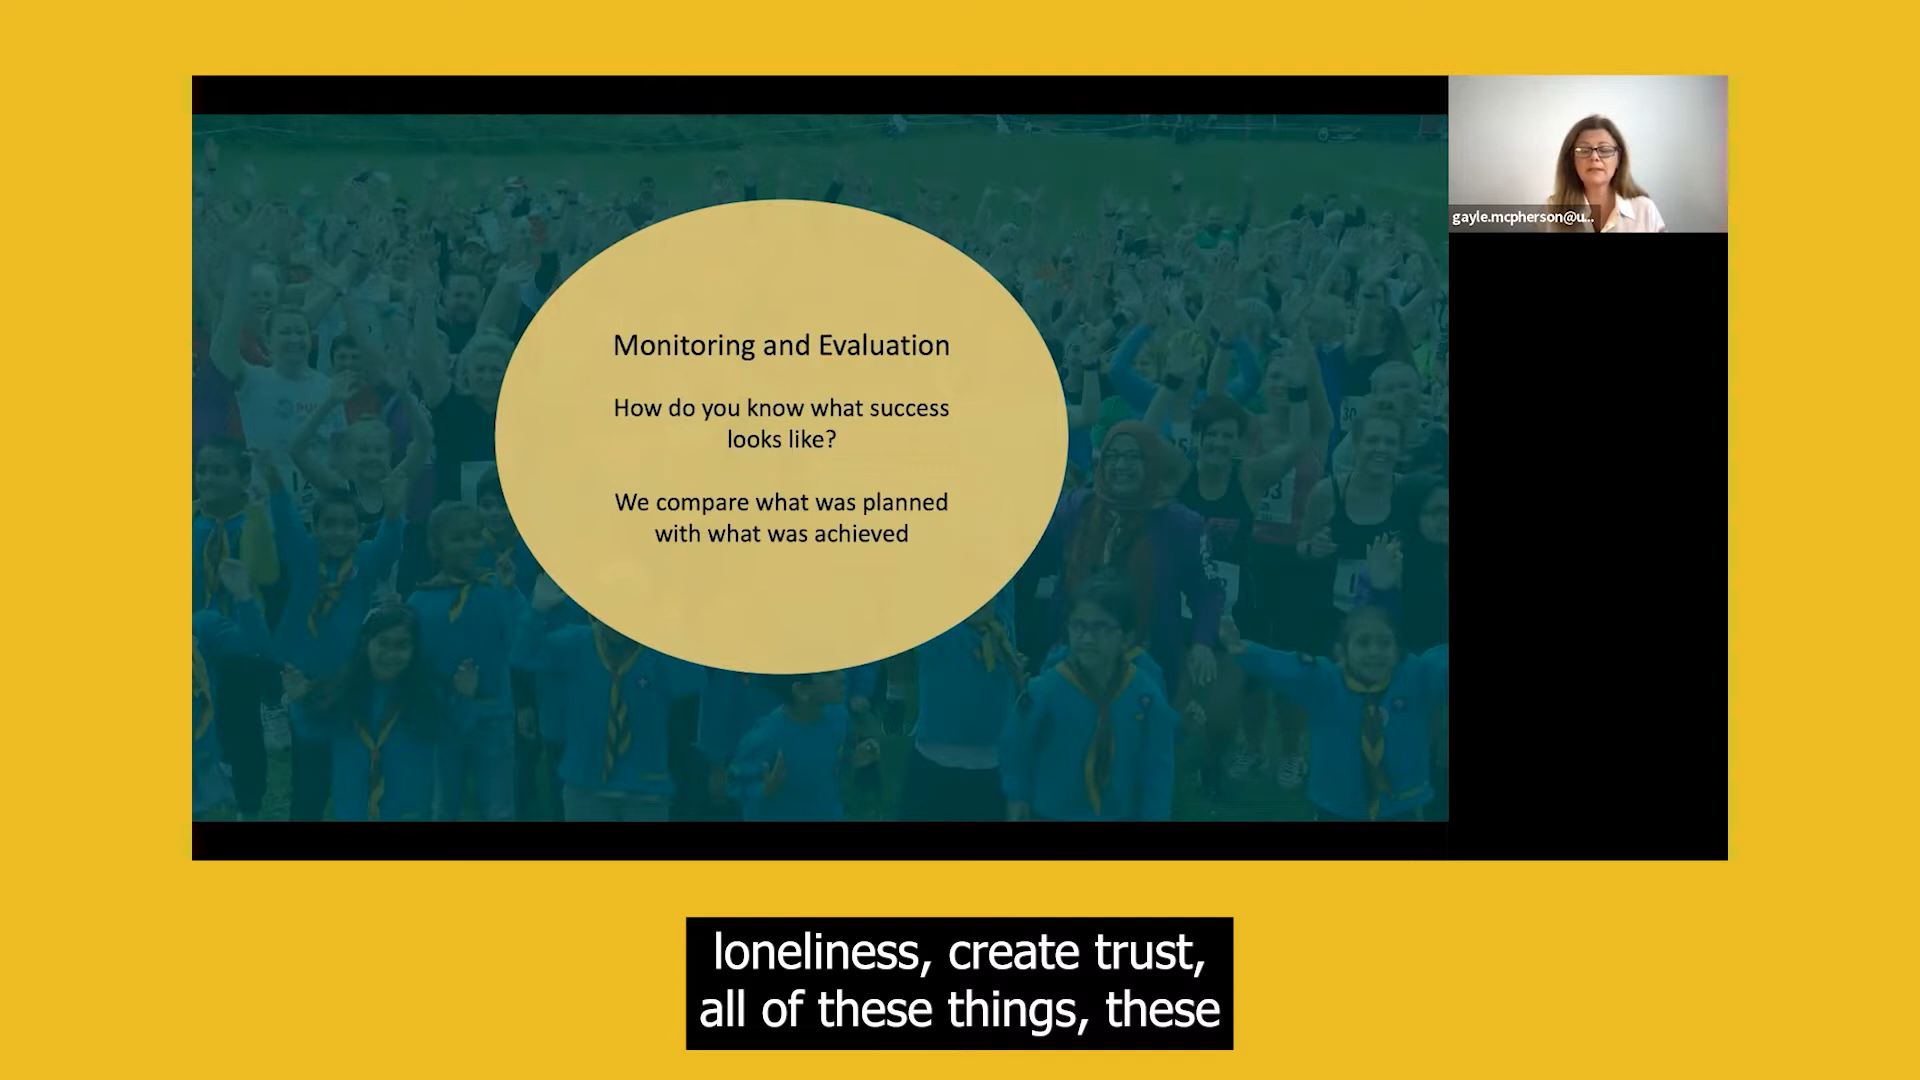 Monitoring and Evaluation
How do you know what success
looks like?
We compare what was planned
with what was achieved
gayle.mcpherson@u...
loneliness, create trust,
all of these things, these